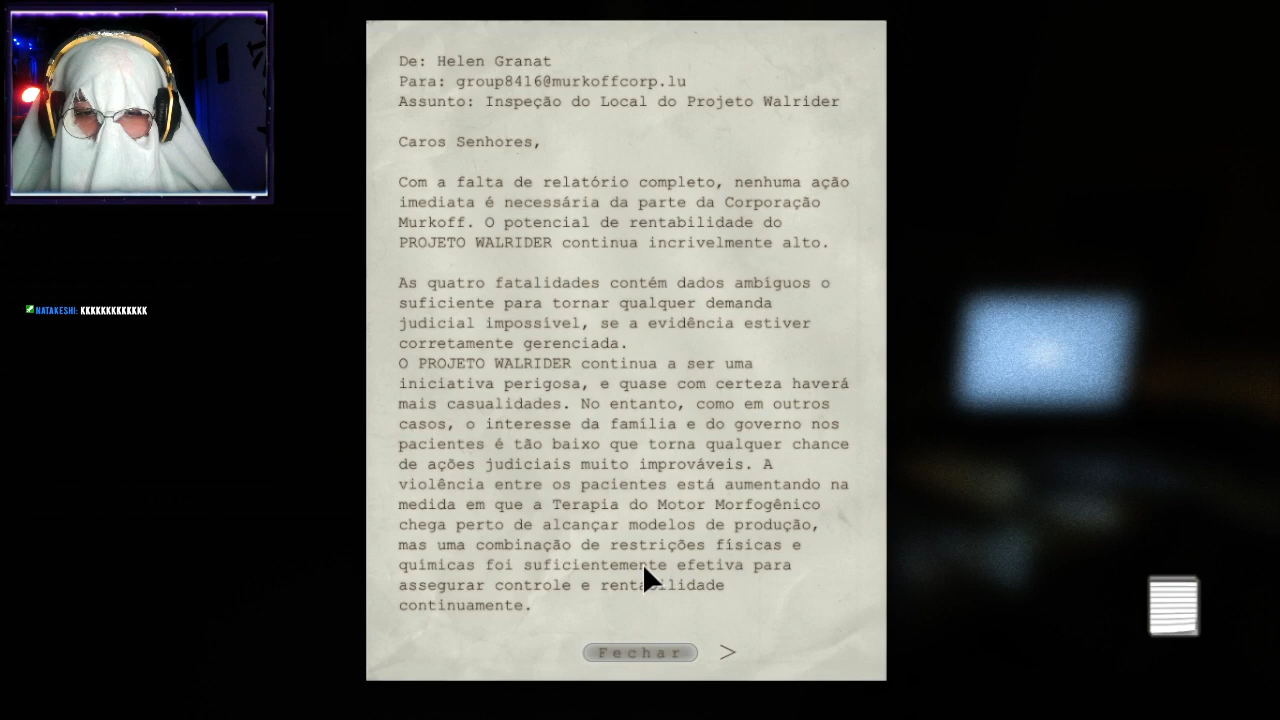 De: Helen Granat
Para: group8416@murkoffcorp.lu
Assunto: Inspeção do Local do Projeto Walrider
Caros Senhores,
Com a falta de relatório completo, nenhuma ação
imediata é necessária da parte da Corporação
Murkoff. O potencial de rentabilidade do
PROJETO WALRIDER continua incrivelmente alto.
As quatro fatalidades contém dados ambíguos o
suficiente para tornar qualquer demanda
judicial impossível, se a evidência estiver
corretamente gerenciada.
O PROJETO WALRIDER continua a ser uma
iniciativa perigosa, e quase com certeza haverá
mais casualidades. No entanto, como em outros
casos, o interesse da família e do governo nos
pacientes é tão baixo que torna qualquer chance
de ações judiciais muito improváveis. A
violência entre os pacientes está aumentando na
medida em que a Terapia do Motor Morfogênico
chega perto de alcançar modelos de produção,
mas uma combinação de restrições físicas e
químicas foi suficientemente efetiva para
assegurar controle e rentabilidade
continuamente.
Fechar >
NATAKESHI: KKKKKKKKKKKKK